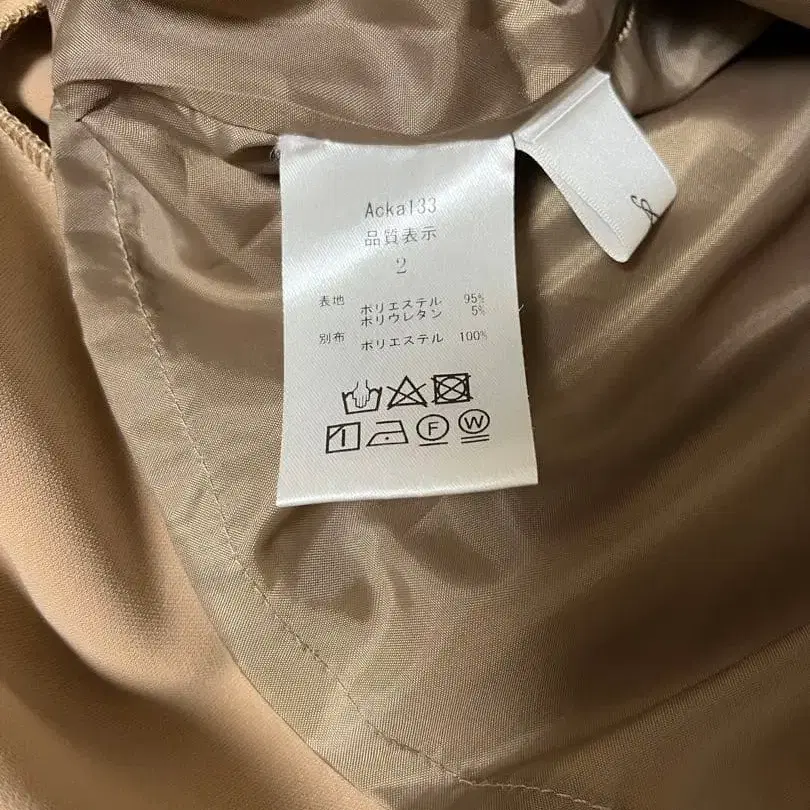 Ackal33
品質表示
2
表地 ポリエステル 95%
ポリウレタン 5%
別布 ポリエステル 100%
F W